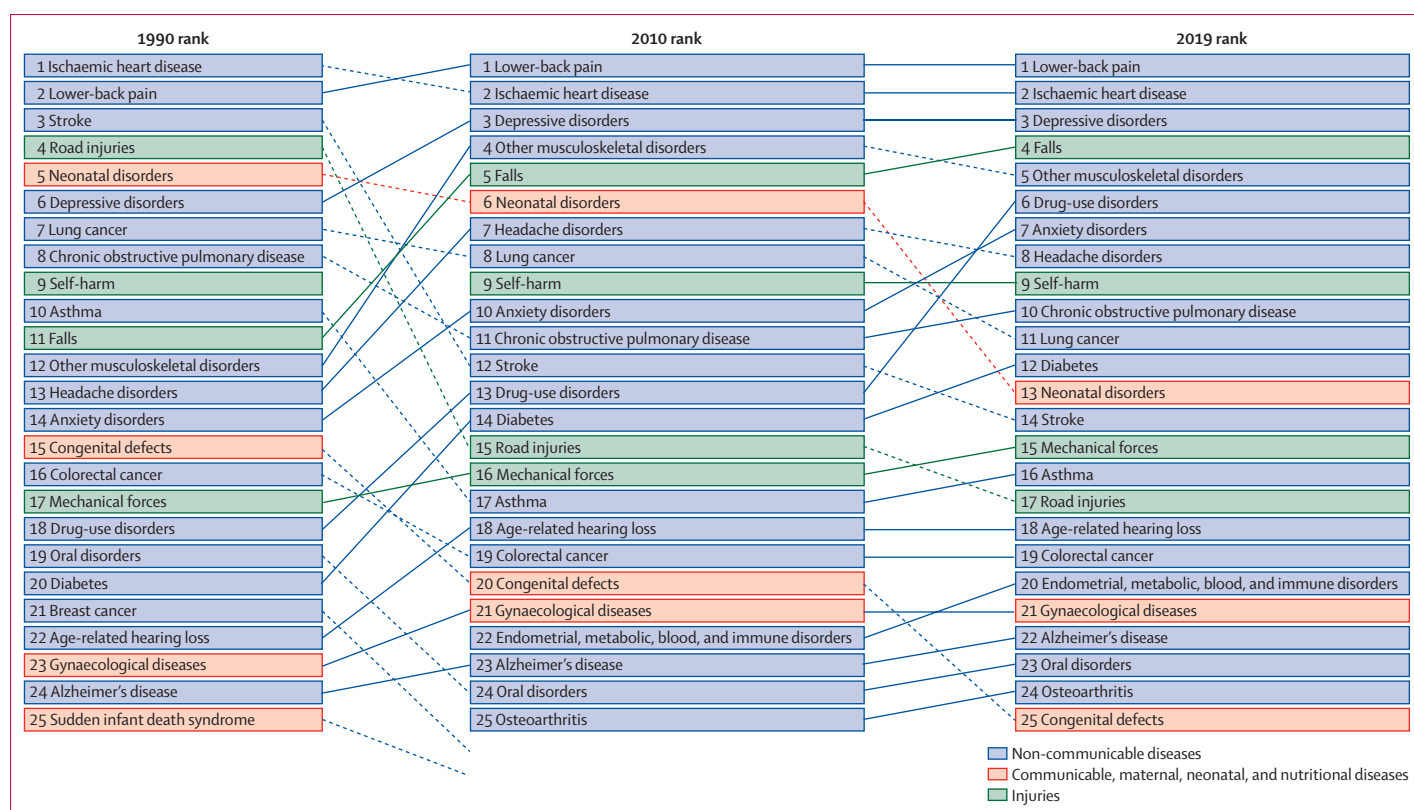 1990 rank
1 Ischaemic heart disease
2 Lower-back pain
3 Stroke
4 Road injuries
5 Neonatal disorders
6 Depressive disorders
7 Lung cancer
8 Chronic obstructive pulmonary disease
9 Self-harm
10 Asthma
11 Falls
12 Other musculoskeletal disorders
13 Headache disorders
14 Anxiety disorders
15 Congenital defects
16 Colorectal cancer
17 Mechanical forces
18 Drug-use disorders
19 Oral disorders
20 Diabetes
21 Breast cancer
22 Age-related hearing loss
23 Gynaecological diseases
24 Alzheimer's disease
25 Sudden infant death syndrome
2010 rank
1 Lower-back pain
2 Ischaemic heart disease
3 Depressive disorders
4 Other musculoskeletal disorders
5 Falls
6 Neonatal disorders
7 Headache disorders
8 Lung cancer
9 Self-harm
10 Anxiety disorders
11 Chronic obstructive pulmonary disease
12 Stroke
13 Drug-use disorders
14 Diabetes
15 Road injuries
16 Mechanical forces
17 Asthma
18 Age-related hearing loss
19 Colorectal cancer
20 Congenital defects
21 Gynaecological diseases
22 Endometrial, metabolic, blood, and immune disorders
23 Alzheimer's disease
24 Oral disorders
25 Osteoarthritis
2019 rank
1 Lower-back pain
2 Ischaemic heart disease
3 Depressive disorders
4 Falls
5 Other musculoskeletal disorders
6 Drug-use disorders
7 Anxiety disorders
8 Headache disorders
9 Self-harm
10 Chronic obstructive pulmonary disease
11 Lung cancer
12 Diabetes
13 Neonatal disorders
14 Stroke
15 Mechanical forces
16 Asthma
17 Road injuries
18 Age-related hearing loss
19 Colorectal cancer
20 Endometrial, metabolic, blood, and immune disorders
21 Gynaecological diseases
22 Alzheimer's disease
23 Oral disorders
24 Osteoarthritis
25 Congenital defects
Non-communicable diseases
Communicable, maternal, neonatal, and nutritional diseases
Injuries